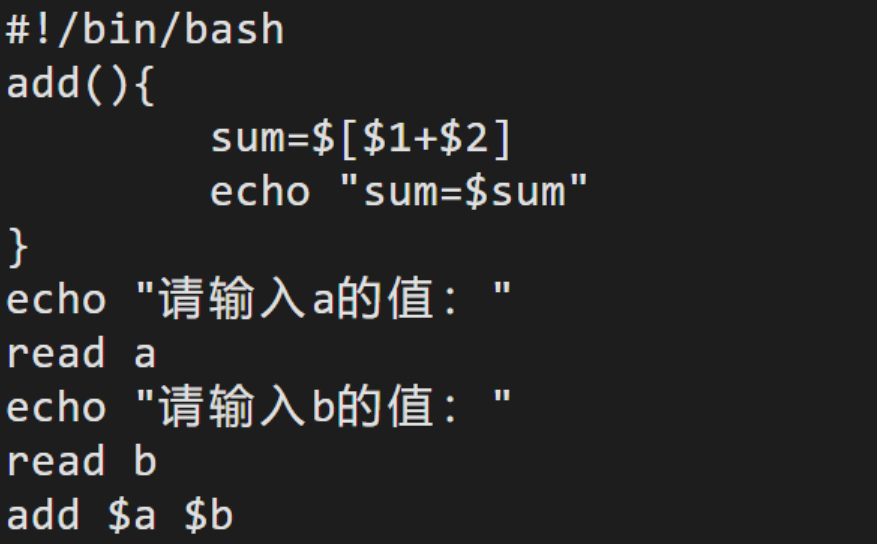 #!/bin/bash
add(){
        sum=$[$1+$2]
        echo "sum=$sum"
}
echo "请输入a的值："
read a
echo "请输入b的值："
read b
add $a $b